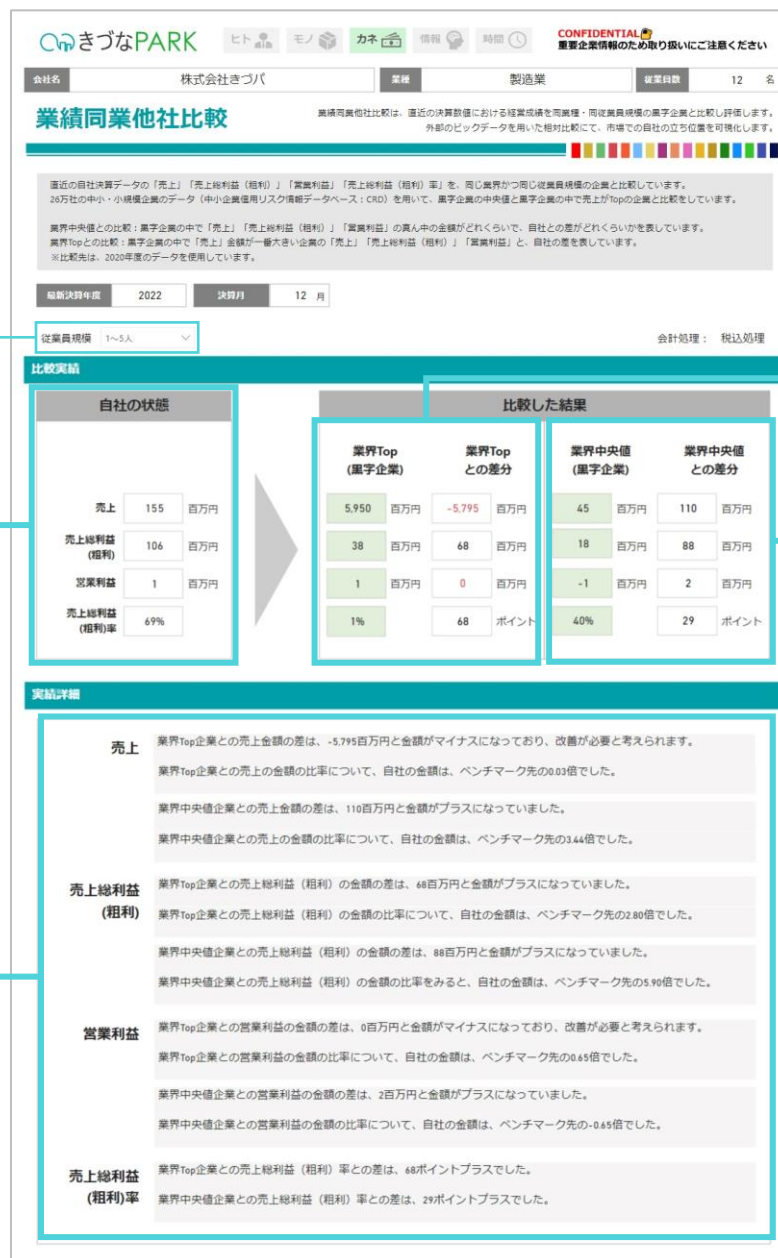 きづなPARK ヒト モノ カネ 情報 時間 CONFIDENTIAL
重要企業情報のため取り扱いにご注意ください
会社名 株式会社きづパ 業種 製造業 従業員数 12 名
業績同業他社比較
業績同業他社比較は、直近の決算数値における経営成績を同業種・同従業員規模の黒字企業と比較し評価します。
外部のビックデータを用いた相対比較にて、市場での自社の立ち位置を可視化します。
直近の自社決算データの「売上」「売上総利益（粗利）」「営業利益」「売上総利益（粗利）率」を、同じ業界かつ同じ従業員規模の企業と比較しています。
26万社の中小・小規模企業のデータ（中小企業信用リスク情報データベース：CRD）を用いて、黒字企業の中央値と黒字企業の中で売上がTopの企業と比較をしています。
業界中央値との比較：黒字企業の中で「売上」「売上総利益（粗利）」「営業利益」の真ん中の金額がどれくらいで、自社との差がどれくらいかを表しています。
業界Topとの比較：黒字企業の中で「売上」金額が一番大きい企業の「売上」「売上総利益（粗利）」「営業利益」と、自社の差を表しています。
※比較先は、2020年度のデータを使用しています。
最新決算年度 2022 決算月 12 月
従業員規模 1～5人 会計処理： 税込処理
比較実績
自社の状態 比較した結果
業界Top 業界Top 業界中央値 業界中央値
(黒字企業) との差分 (黒字企業) との差分
売上 155 百万円 5,950 百万円 -5,795 百万円 45 百万円 110 百万円
売上総利益
(粗利) 106 百万円 38 百万円 68 百万円 18 百万円 88 百万円
営業利益 1 百万円 1 百万円 0 百万円 -1 百万円 2 百万円
売上総利益
(粗利)率 69% 1% 68 ポイント 40% 29 ポイント
実績詳細
売上 業界Top企業との売上金額の差は、-5,795百万円と金額がマイナスになっており、改善が必要と考えられます。
業界Top企業との売上の金額の比率について、自社の金額は、ベンチマーク先の0.03倍でした。
業界中央値企業との売上金額の差は、110百万円と金額がプラスになっていました。
業界中央値企業との売上の金額の比率について、自社の金額は、ベンチマーク先の3.44倍でした。
売上総利益 業界Top企業との売上総利益（粗利）の金額の差は、68百万円と金額がプラスになっていました。
(粗利) 業界Top企業との売上総利益（粗利）の金額の比率について、自社の金額は、ベンチマーク先の2.80倍でした。
業界中央値企業との売上総利益（粗利）の金額の差は、88百万円と金額がプラスになっていました。
業界中央値企業との売上総利益（粗利）の金額の比率をみると、自社の金額は、ベンチマーク先の5.90倍でした。
営業利益 業界Top企業との営業利益の金額の差は、0百万円と金額がマイナスになっており、改善が必要と考えられます。
業界Top企業との営業利益の金額の比率について、自社の金額は、ベンチマーク先の0.65倍でした。
業界中央値企業との営業利益の金額の差は、2百万円と金額がプラスになっていました。
業界中央値企業との営業利益の金額の比率について、自社の金額は、ベンチマーク先の-0.65倍でした。
売上総利益 業界Top企業との売上総利益（粗利）率との差は、68ポイントプラスでした。
(粗利)率 業界中央値企業との売上総利益（粗利）率との差は、29ポイントプラスでした。